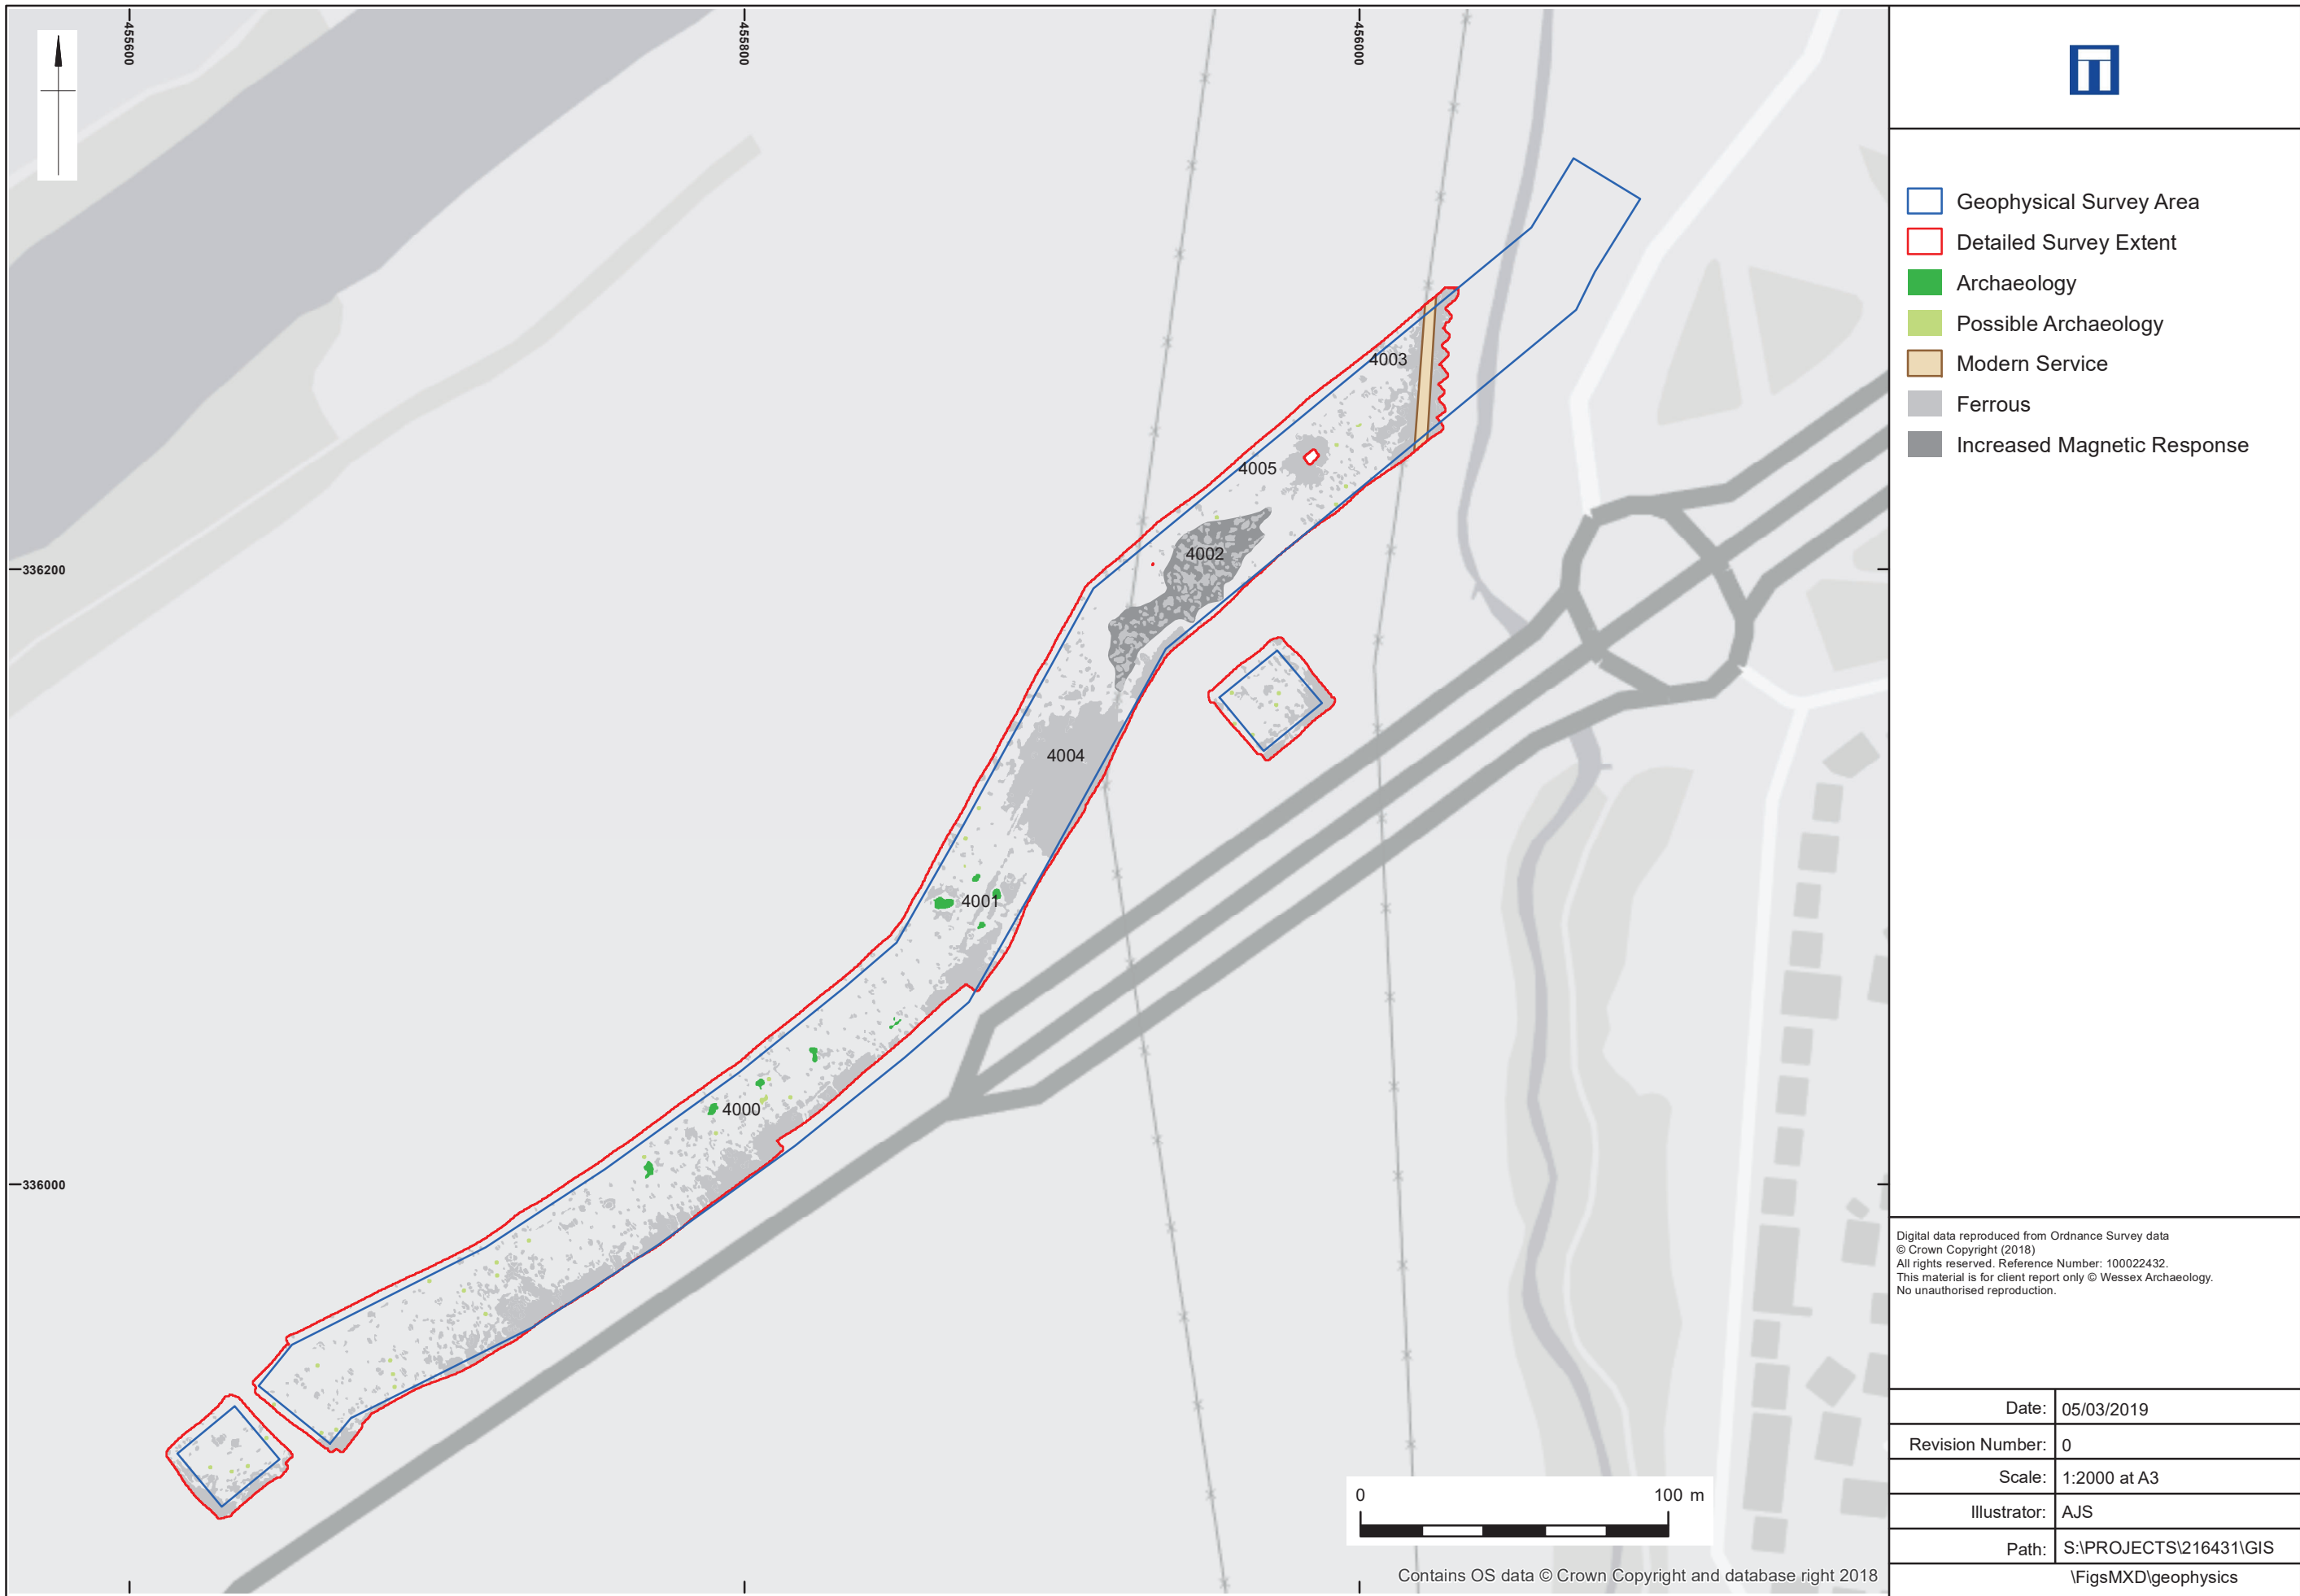 455600
455800
456000
336200
336000
4003
4005
4002
4004
4001
4000
0 100 m
Contains OS data © Crown Copyright and database right 2018
Geophysical Survey Area
Detailed Survey Extent
Archaeology
Possible Archaeology
Modern Service
Ferrous
Increased Magnetic Response
Digital data reproduced from Ordnance Survey data
© Crown Copyright (2018)
All rights reserved. Reference Number: 100022432.
This material is for client report only © Wessex Archaeology.
No unauthorised reproduction.
Date: 05/03/2019
Revision Number: 0
Scale: 1:2000 at A3
Illustrator: AJS
Path: S:\PROJECTS\216431\GIS
\FigsMXD\geophysics